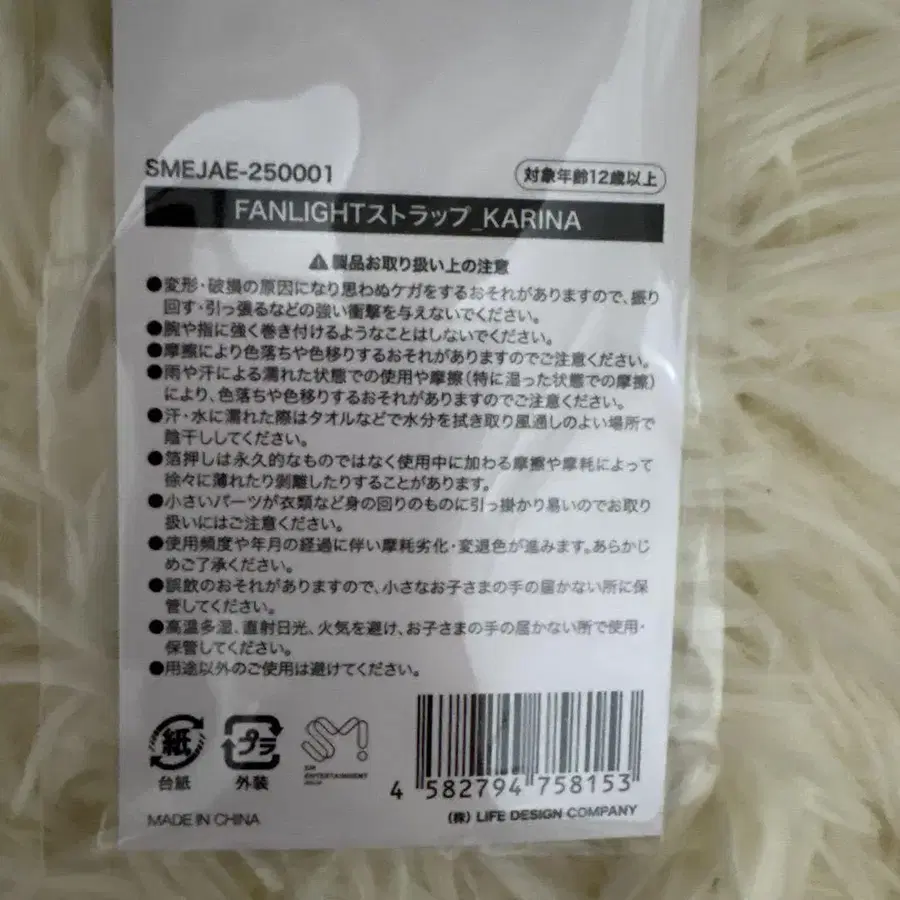 SMEJAE-250001
対象年齢12歳以上
FANLIGHTストラップ_KARINA
⚠製品お取り扱い上の注意
●変形・破損の原因になり思わぬケガをするおそれがありますので、振り
回す・引っ張るなどの強い衝撃を与えないでください。
●腕や指に強く巻き付けるようなことはしないでください。
●摩擦により色落ちや色移りするおそれがありますのでご注意ください。
●雨や汗による濡れた状態での使用や摩擦(特に湿った状態での摩擦)
により、色落ちや色移りするおそれがありますのでご注意ください。
●汗・水に濡れた際はタオルなどで水分を拭き取り風通しのよい場所で
陰干ししてください。
●箔押しは永久的なものではなく使用中に加わる摩擦や摩耗によって
徐々に薄れたり剥離したりすることがあります。
●小さいパーツが衣類など身の回りのものに引っ掛かり易いのでお取り
扱いにはご注意ください。
●使用頻度や年月の経過に伴い摩耗劣化・変退色が進みます。あらかじ
めご了承ください。
●誤飲のおそれがありますので、小さなお子さまの手の届かない所に保
管してください。
●高温多湿、直射日光、火気を避け、お子さまの手の届かない所で使用・
保管してください。
●用途以外のご使用は避けてください。
紙
台紙
プラ
外装
SM!
SM
ENTERTAINMENT
4 582794 758153
MADE IN CHINA
(株) LIFE DESIGN COMPANY